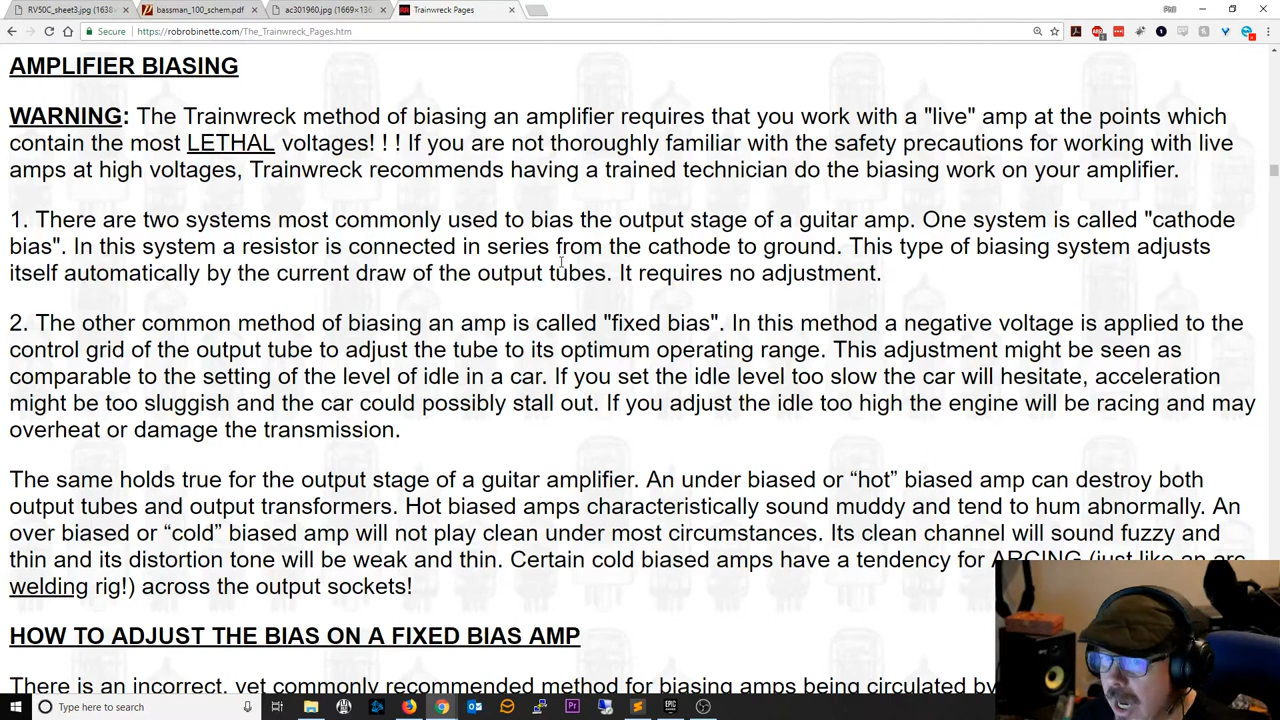 RV50C_sheet3.jpg (1638×
bassman_100_schem.pdf
ac301960.jpg (1669×136
Trainwreck Pages
Phil
Secure
https://robrobinette.com/The_Trainwreck_Pages.htm
AMPLIFIER BIASING
WARNING: The Trainwreck method of biasing an amplifier requires that you work with a "live" amp at the points which
contain the most LETHAL voltages! ! ! If you are not thoroughly familiar with the safety precautions for working with live
amps at high voltages, Trainwreck recommends having a trained technician do the biasing work on your amplifier.
1. There are two systems most commonly used to bias the output stage of a guitar amp. One system is called "cathode
bias". In this system a resistor is connected in series from the cathode to ground. This type of biasing system adjusts
itself automatically by the current draw of the output tubes. It requires no adjustment.
2. The other common method of biasing an amp is called "fixed bias". In this method a negative voltage is applied to the
control grid of the output tube to adjust the tube to its optimum operating range. This adjustment might be seen as
comparable to the setting of the level of idle in a car. If you set the idle level too slow the car will hesitate, acceleration
might be too sluggish and the car could possibly stall out. If you adjust the idle too high the engine will be racing and may
overheat or damage the transmission.
The same holds true for the output stage of a guitar amplifier. An under biased or “hot” biased amp can destroy both
output tubes and output transformers. Hot biased amps characteristically sound muddy and tend to hum abnormally. An
over biased or “cold” biased amp will not play clean under most circumstances. Its clean channel will sound fuzzy and
thin and its distortion tone will be weak and thin. Certain cold biased amps have a tendency for ARCING (just like an arc
welding rig!) across the output sockets!
HOW TO ADJUST THE BIAS ON A FIXED BIAS AMP
There is an incorrect, yet commonly recommended method for biasing amps being circulated by
Type here to search